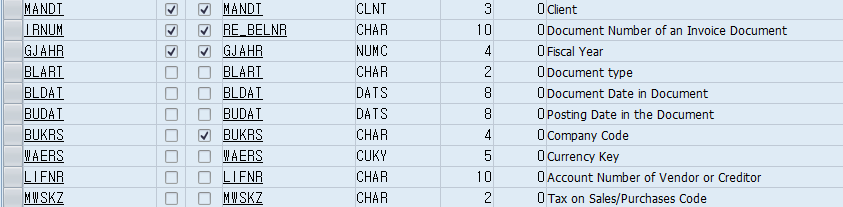 MANDT MANDT CLNT 3 0 Client
IRNUM RE_BELNR CHAR 10 0 Document Number of an Invoice Document
GJAHR GJAHR NUMC 4 0 Fiscal Year
BLART BLART CHAR 2 0 Document type
BLDAT BLDAT DATS 8 0 Document Date in Document
BUDAT BUDAT DATS 8 0 Posting Date in the Document
BUKRS BUKRS CHAR 4 0 Company Code
WAERS WAERS CUKY 5 0 Currency Key
LIFNR LIFNR CHAR 10 0 Account Number of Vendor or Creditor
MWSKZ MWSKZ CHAR 2 0 Tax on Sales/Purchases Code